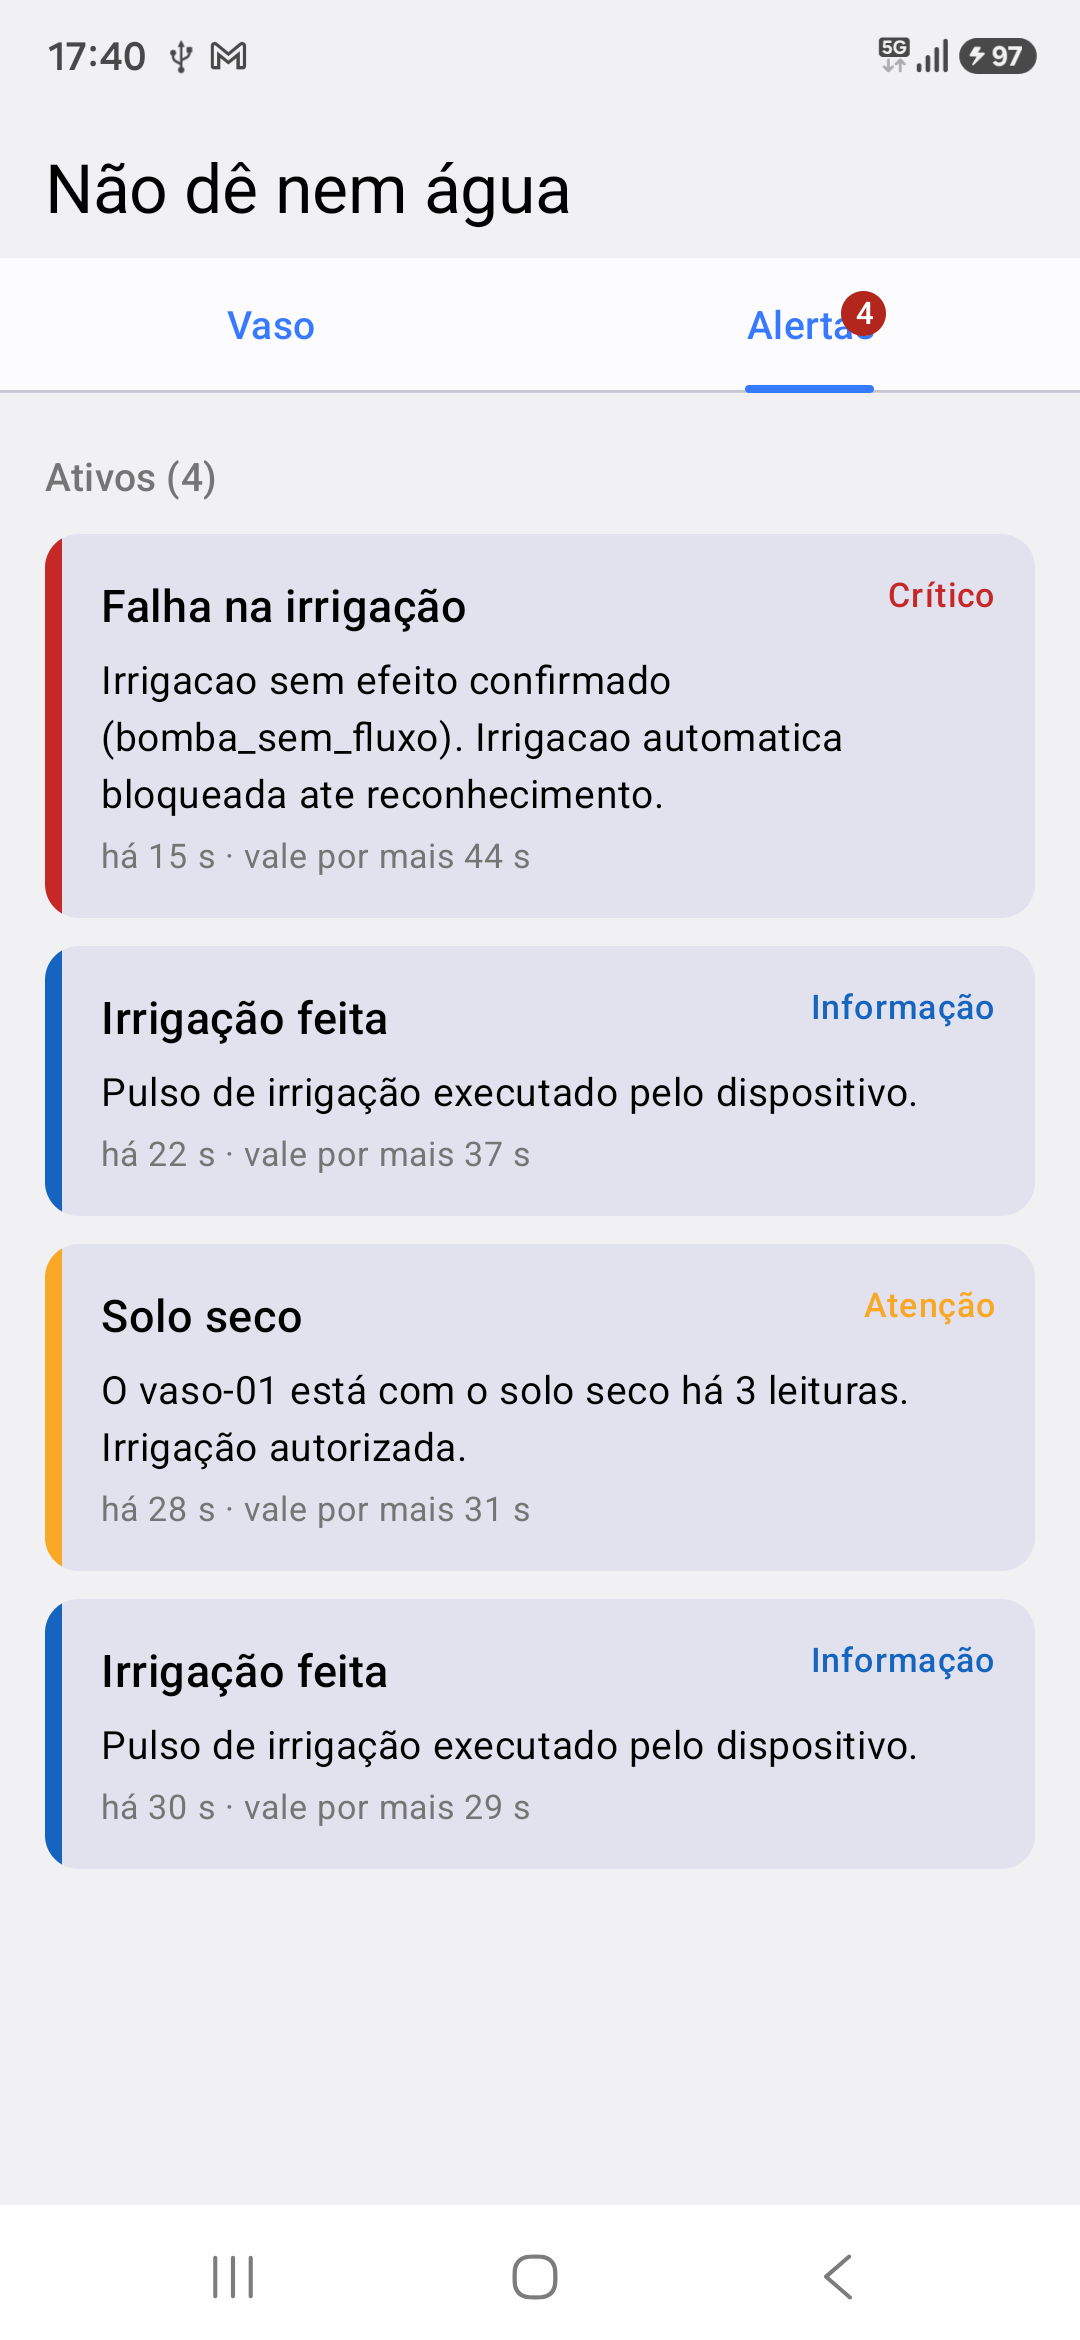 17:40
5G
97
Não dê nem água
Vaso
Alertas
4
Ativos (4)
Falha na irrigação
Crítico
Irrigacao sem efeito confirmado
(bomba_sem_fluxo). Irrigacao automatica
bloqueada ate reconhecimento.
há 15 s · vale por mais 44 s
Irrigação feita
Informação
Pulso de irrigação executado pelo dispositivo.
há 22 s · vale por mais 37 s
Solo seco
Atenção
O vaso-01 está com o solo seco há 3 leituras.
Irrigação autorizada.
há 28 s · vale por mais 31 s
Irrigação feita
Informação
Pulso de irrigação executado pelo dispositivo.
há 30 s · vale por mais 29 s